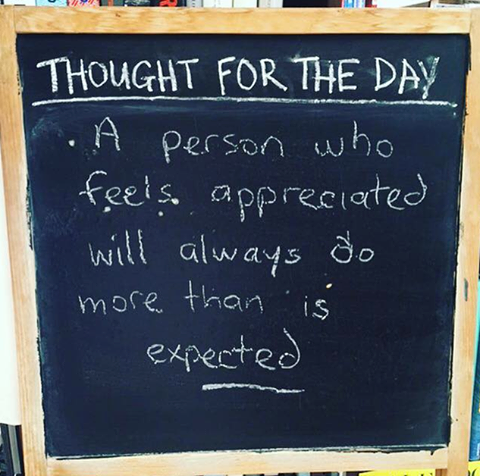 THOUGHT FOR THE DAY
A person who
feels appreciated
will always do
more than is
expected